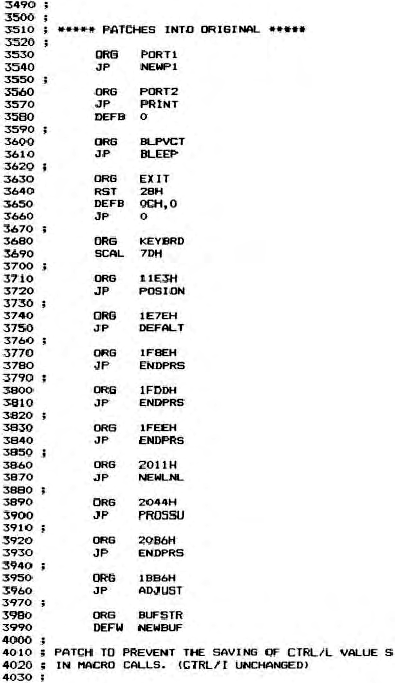 3490 ;
3500 ;
3510 ; ***** PATCHES INTO ORIGINAL *****
3520 ;
3530 ORG PORT1
3540 JP NEWP1
3550 ;
3560 ORG PORT2
3570 JP PRINT
3580 DEFB 0
3590 ;
3600 ORG BLPVCT
3610 JP BLEEP
3620 ;
3630 ORG EXIT
3640 RST 28H
3650 DEFB 0CH,0
3660 JP 0
3670 ;
3680 ORG KEYBRD
3690 SCAL 7DH
3700 ;
3710 ORG 11E3H
3720 JP POSION
3730 ;
3740 ORG 1E7EH
3750 JP DEFALT
3760 ;
3770 ORG 1F8EH
3780 JP ENDPRS
3790 ;
3800 ORG 1FDDH
3810 JP ENDPRS
3820 ;
3830 ORG 1FEEH
3840 JP ENDPRS
3850 ;
3860 ORG 2011H
3870 JP NEWLNL
3880 ;
3890 ORG 2044H
3900 JP PROSSU
3910 ;
3920 ORG 20B6H
3930 JP ENDPRS
3940 ;
3950 ORG 1BB6H
3960 JP ADJUST
3970 ;
3980 ORG BUFSTR
3990 DEFW NEWBUF
4000 ;
4010 ; PATCH TO PREVENT THE SAVING OF CTRL/L VALUE S
4020 ; IN MACRO CALLS. (CTRL/I UNCHANGED)
4030 ;